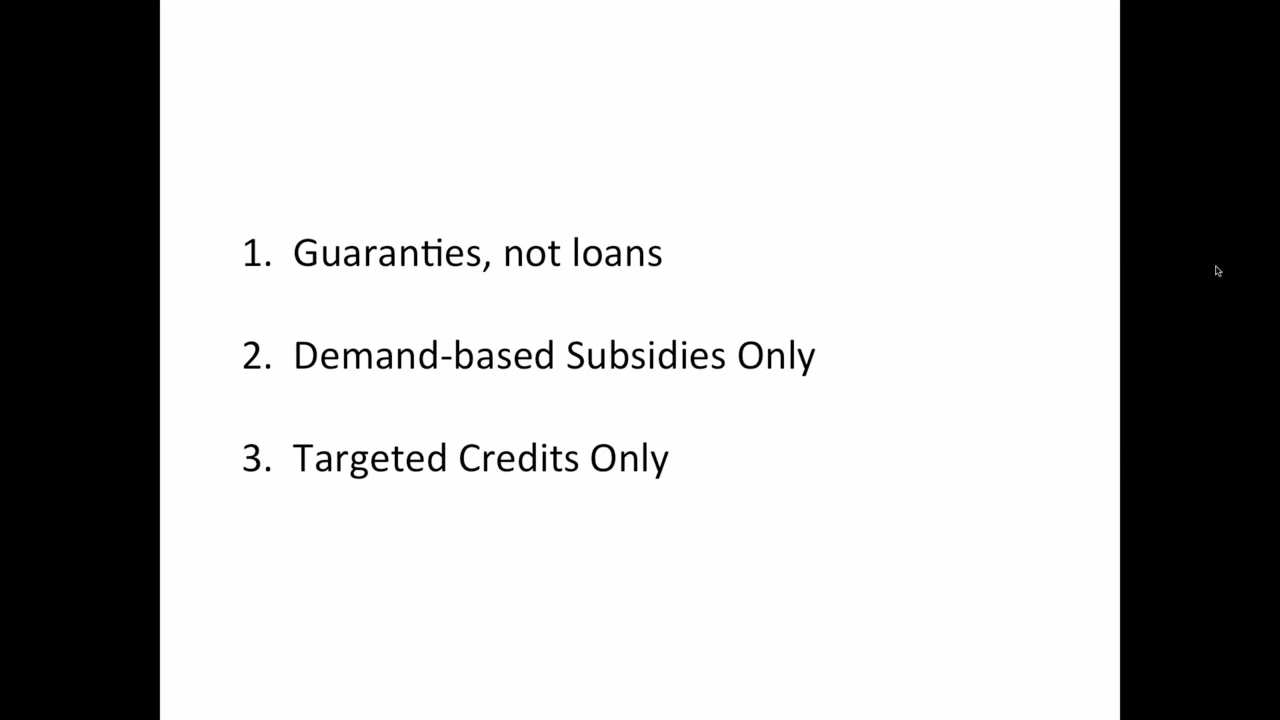 1. Guaranties, not loans
2. Demand-based Subsidies Only
3. Targeted Credits Only